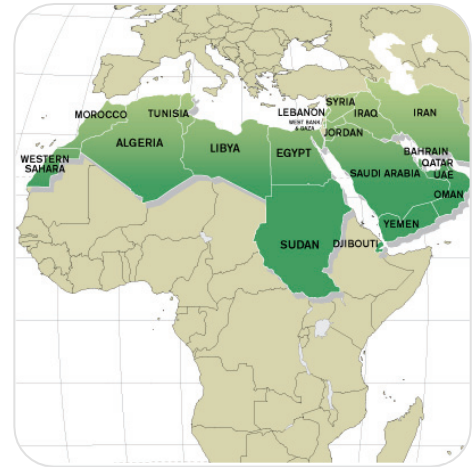 SYRIA
LEBANON
IRAQ
IRAN
WEST BANK
& GAZA
MOROCCO
TUNISIA
JORDAN
ALGERIA
LIBYA
EGYPT
BAHRAIN
WESTERN
SAHARA
QATAR
SAUDI ARABIA
UAE
OMAN
YEMEN
SUDAN
DJIBOUTI